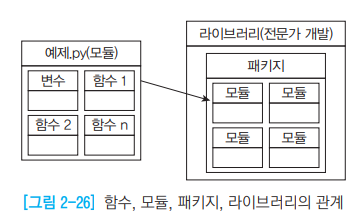 라이브러리(전문가 개발)
예제.py(모듈)
패키지
변수 함수 1
모듈 모듈
함수 2 함수 n
모듈 모듈
[그림 2-26] 함수, 모듈, 패키지, 라이브러리의 관계